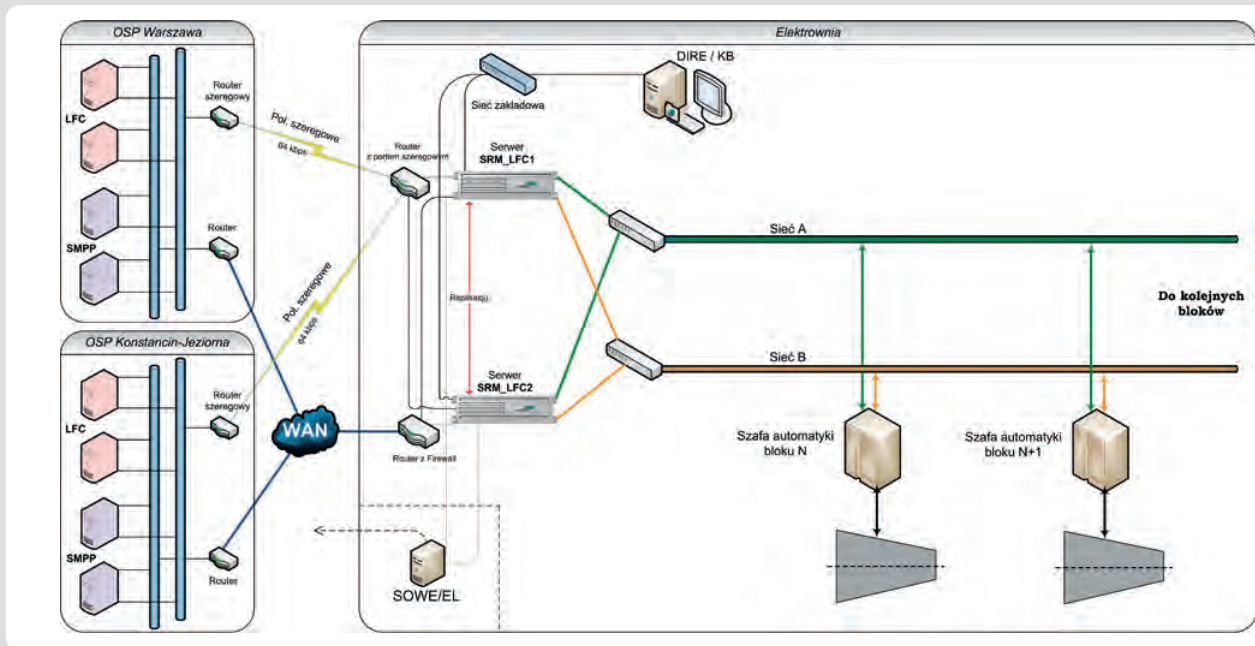 OSP Warszawa
LFC
SMPP
Router
szeregowy
Router
Poł. szeregowe
64 kbps
OSP Konstancin-Jeziorna
LFC
SMPP
Router
szeregowy
Router
Poł. szeregowe
64 kbps
WAN
Elektrownia
DIRE / KB
Sieć zakładowa
Router
z portem szeregowym
Serwer
SRM_LFC1
Replikacja
Serwer
SRM_LFC2
Router z Firewall
SOWE/EL
Sieć A
Sieć B
Do kolejnych
bloków
Szafa automatyki
bloku N
Szafa automatyki
bloku N+1